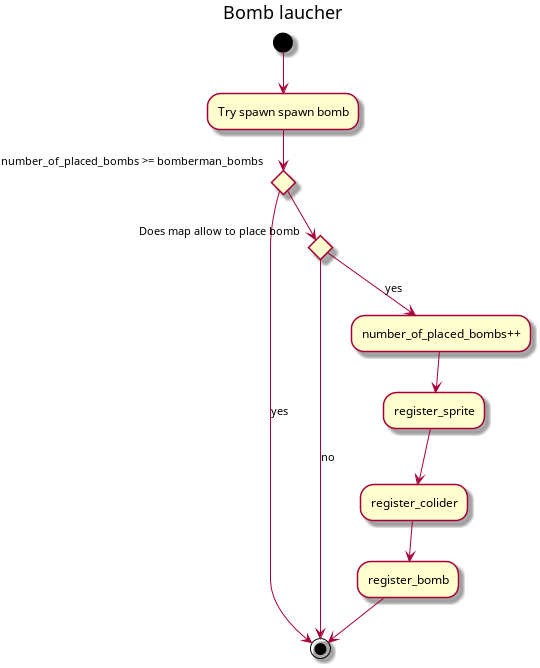 Bomb laucher
Try spawn spawn bomb
number_of_placed_bombs >= bomberman_bombs
Does map allow to place bomb
yes
number_of_placed_bombs++
yes
register_sprite
no
register_colider
register_bomb